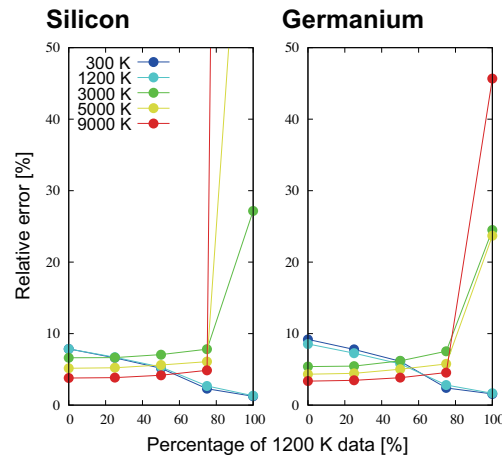 Silicon Germanium
50 50
300 K
1200 K
3000 K
5000 K
9000 K
40 40
30 30
20 20
10 10
0 0
0 20 40 60 80 100 0 20 40 60 80 100
Relative error [%]
Percentage of 1200 K data [%]